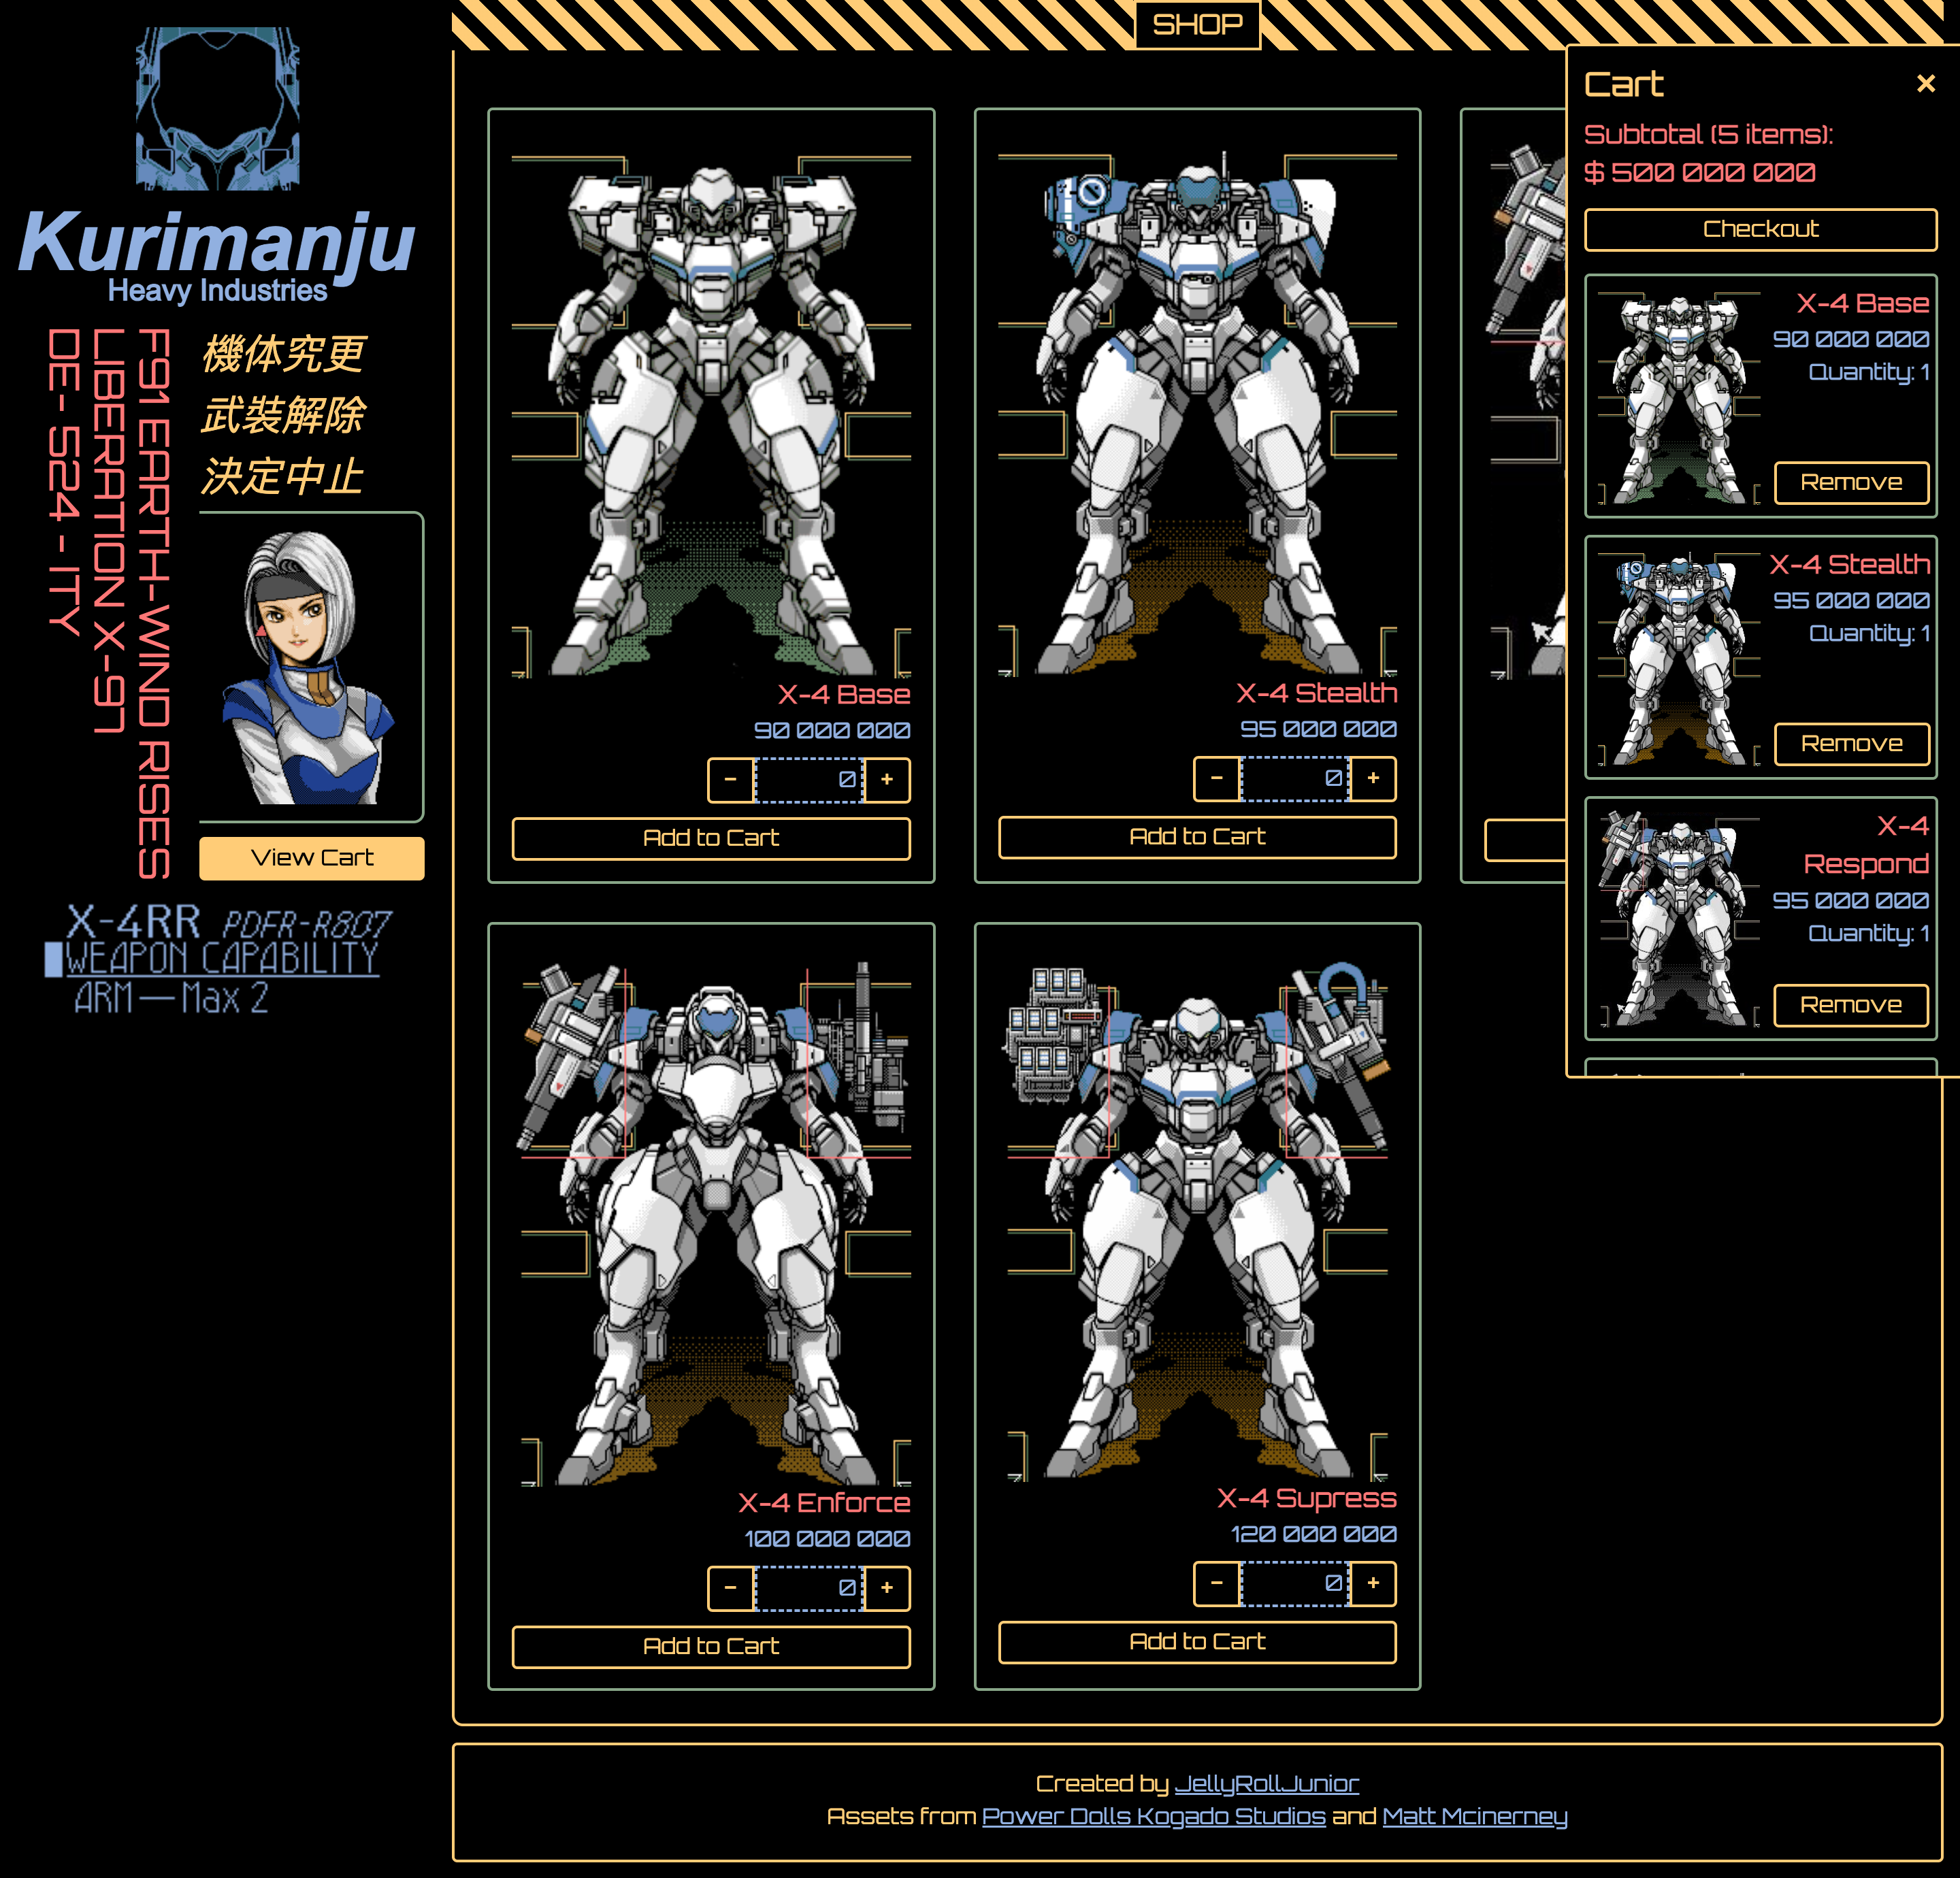 Kurimanju
Heavy Industries
F91 EARTH-WIND RISES
LIBERATION X-91
DE- 524 - ITY
機体究更
武裝解除
決定中止
View Cart
X-4RR PDFR-R807
WEAPON CAPABILITY
ARM—Max 2
SHOP
X-4 Base
90 000 000
- 0 +
Add to Cart
X-4 Stealth
95 000 000
- 0 +
Add to Cart
X-4 Enforce
100 000 000
- 0 +
Add to Cart
X-4 Supress
120 000 000
- 0 +
Add to Cart
Cart ×
Subtotal (5 items):
$ 500 000 000
Checkout
X-4 Base
90 000 000
Quantity: 1
Remove
X-4 Stealth
95 000 000
Quantity: 1
Remove
X-4
Respond
95 000 000
Quantity: 1
Remove
Created by JellyRollJunior
Assets from Power Dolls Kogado Studios and Matt Mcinerney